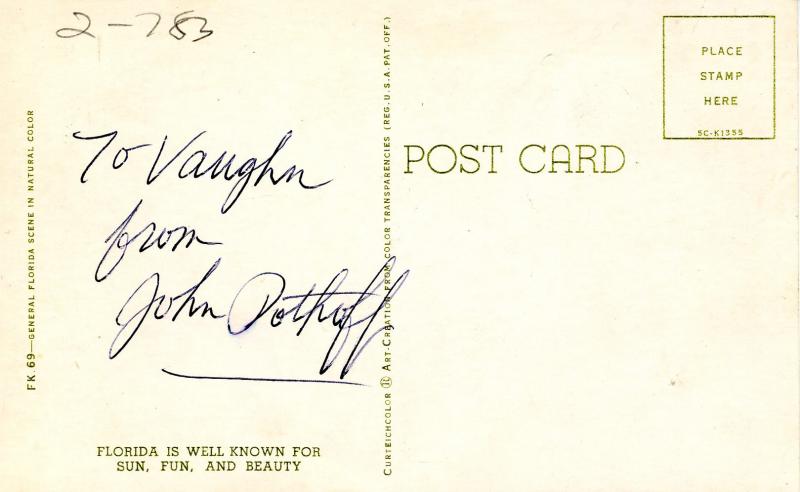 2-783
PLACE
STAMP
HERE
5C-K1355
POST CARD
To Vaughn
from
John Pothoff
FLORIDA IS WELL KNOWN FOR
SUN, FUN, AND BEAUTY
FK. 69—GENERAL FLORIDA SCENE IN NATURAL COLOR
CURTEICHCOLOR ART-CREATION FROM COLOR TRANSPARENCIES (REG. U.S.A. PAT. OFF.)